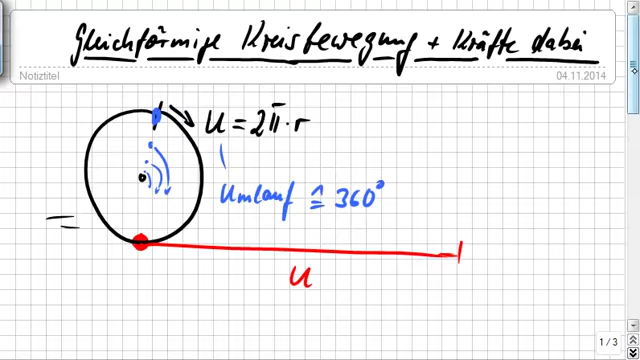 Gleichförmige Kreisbewegung + Kräfte dabei
Notiztitel
04.11.2014
U = 2π·r
Umlauf ≙ 360°
U
1 / 3